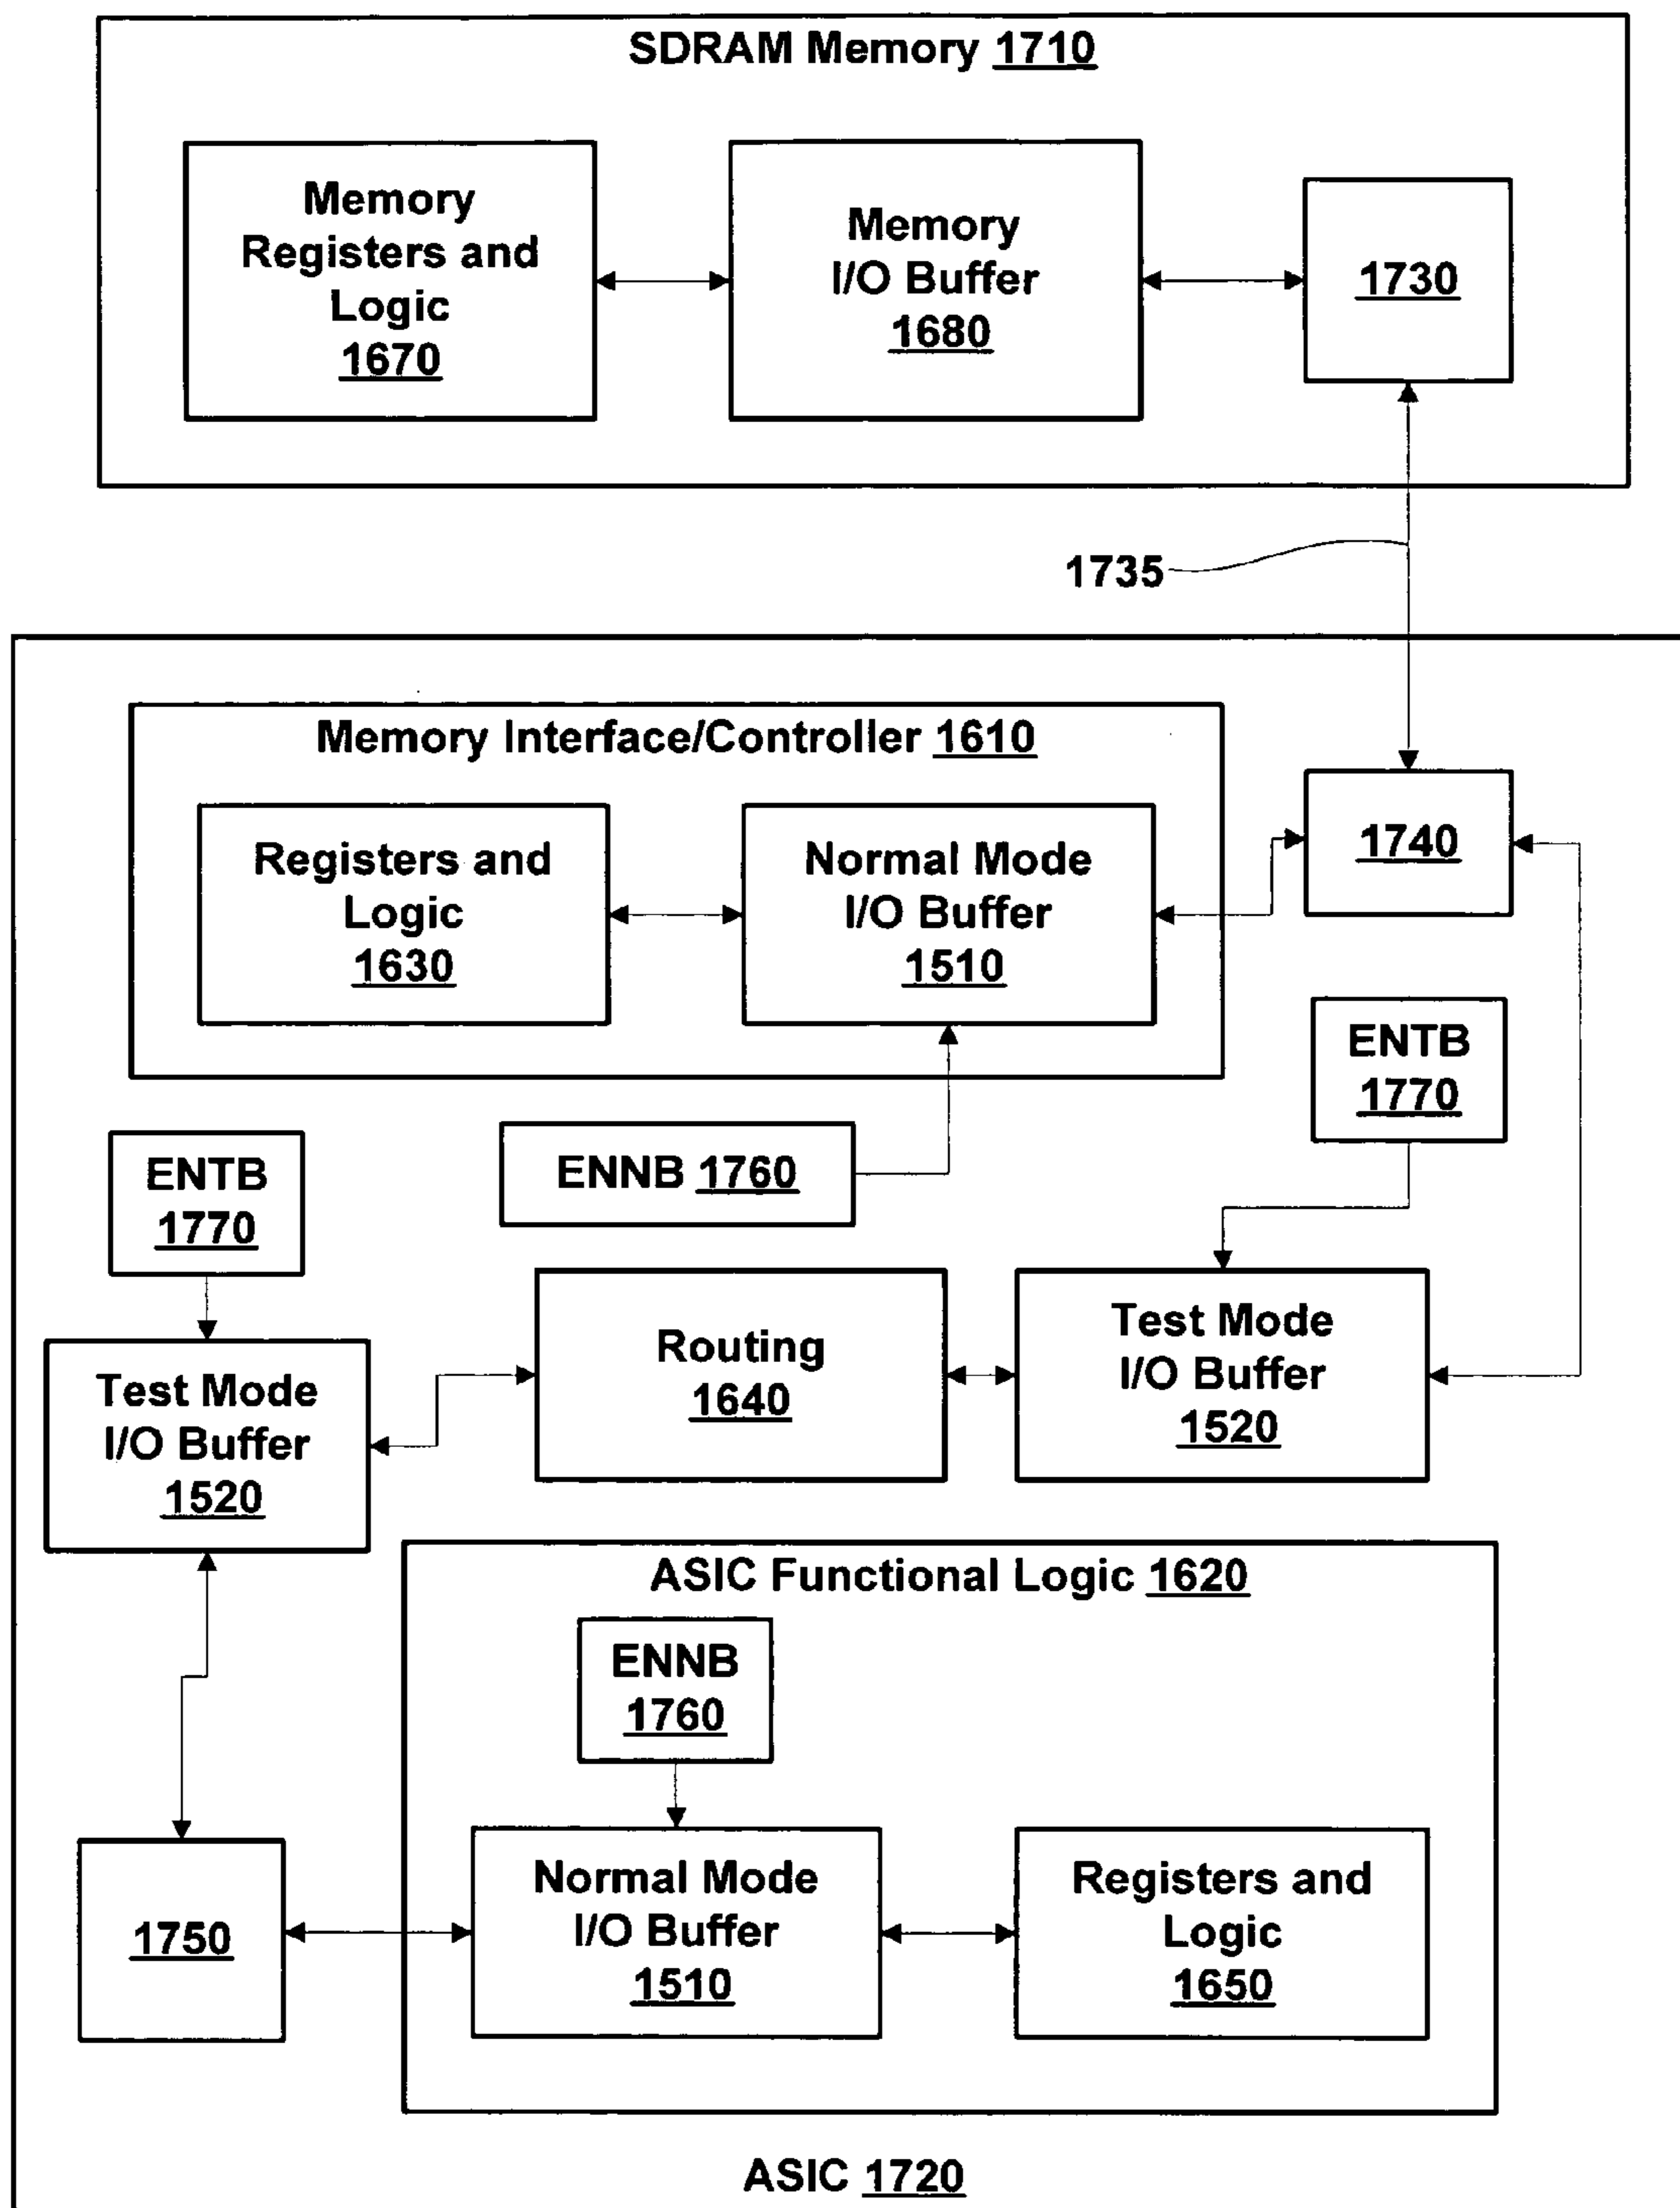 SDRAM Memory 1710
Memory
Registers and
Logic
1670
Memory
I/O Buffer
1680
1730
1735
Memory Interface/Controller 1610
Registers and
Logic
1630
Normal Mode
I/O Buffer
1510
1740
ENTB
1770
ENNB 1760
ENTB
1770
Test Mode
I/O Buffer
1520
Routing
1640
Test Mode
I/O Buffer
1520
ASIC Functional Logic 1620
ENNB
1760
1750
Normal Mode
I/O Buffer
1510
Registers and
Logic
1650
ASIC 1720